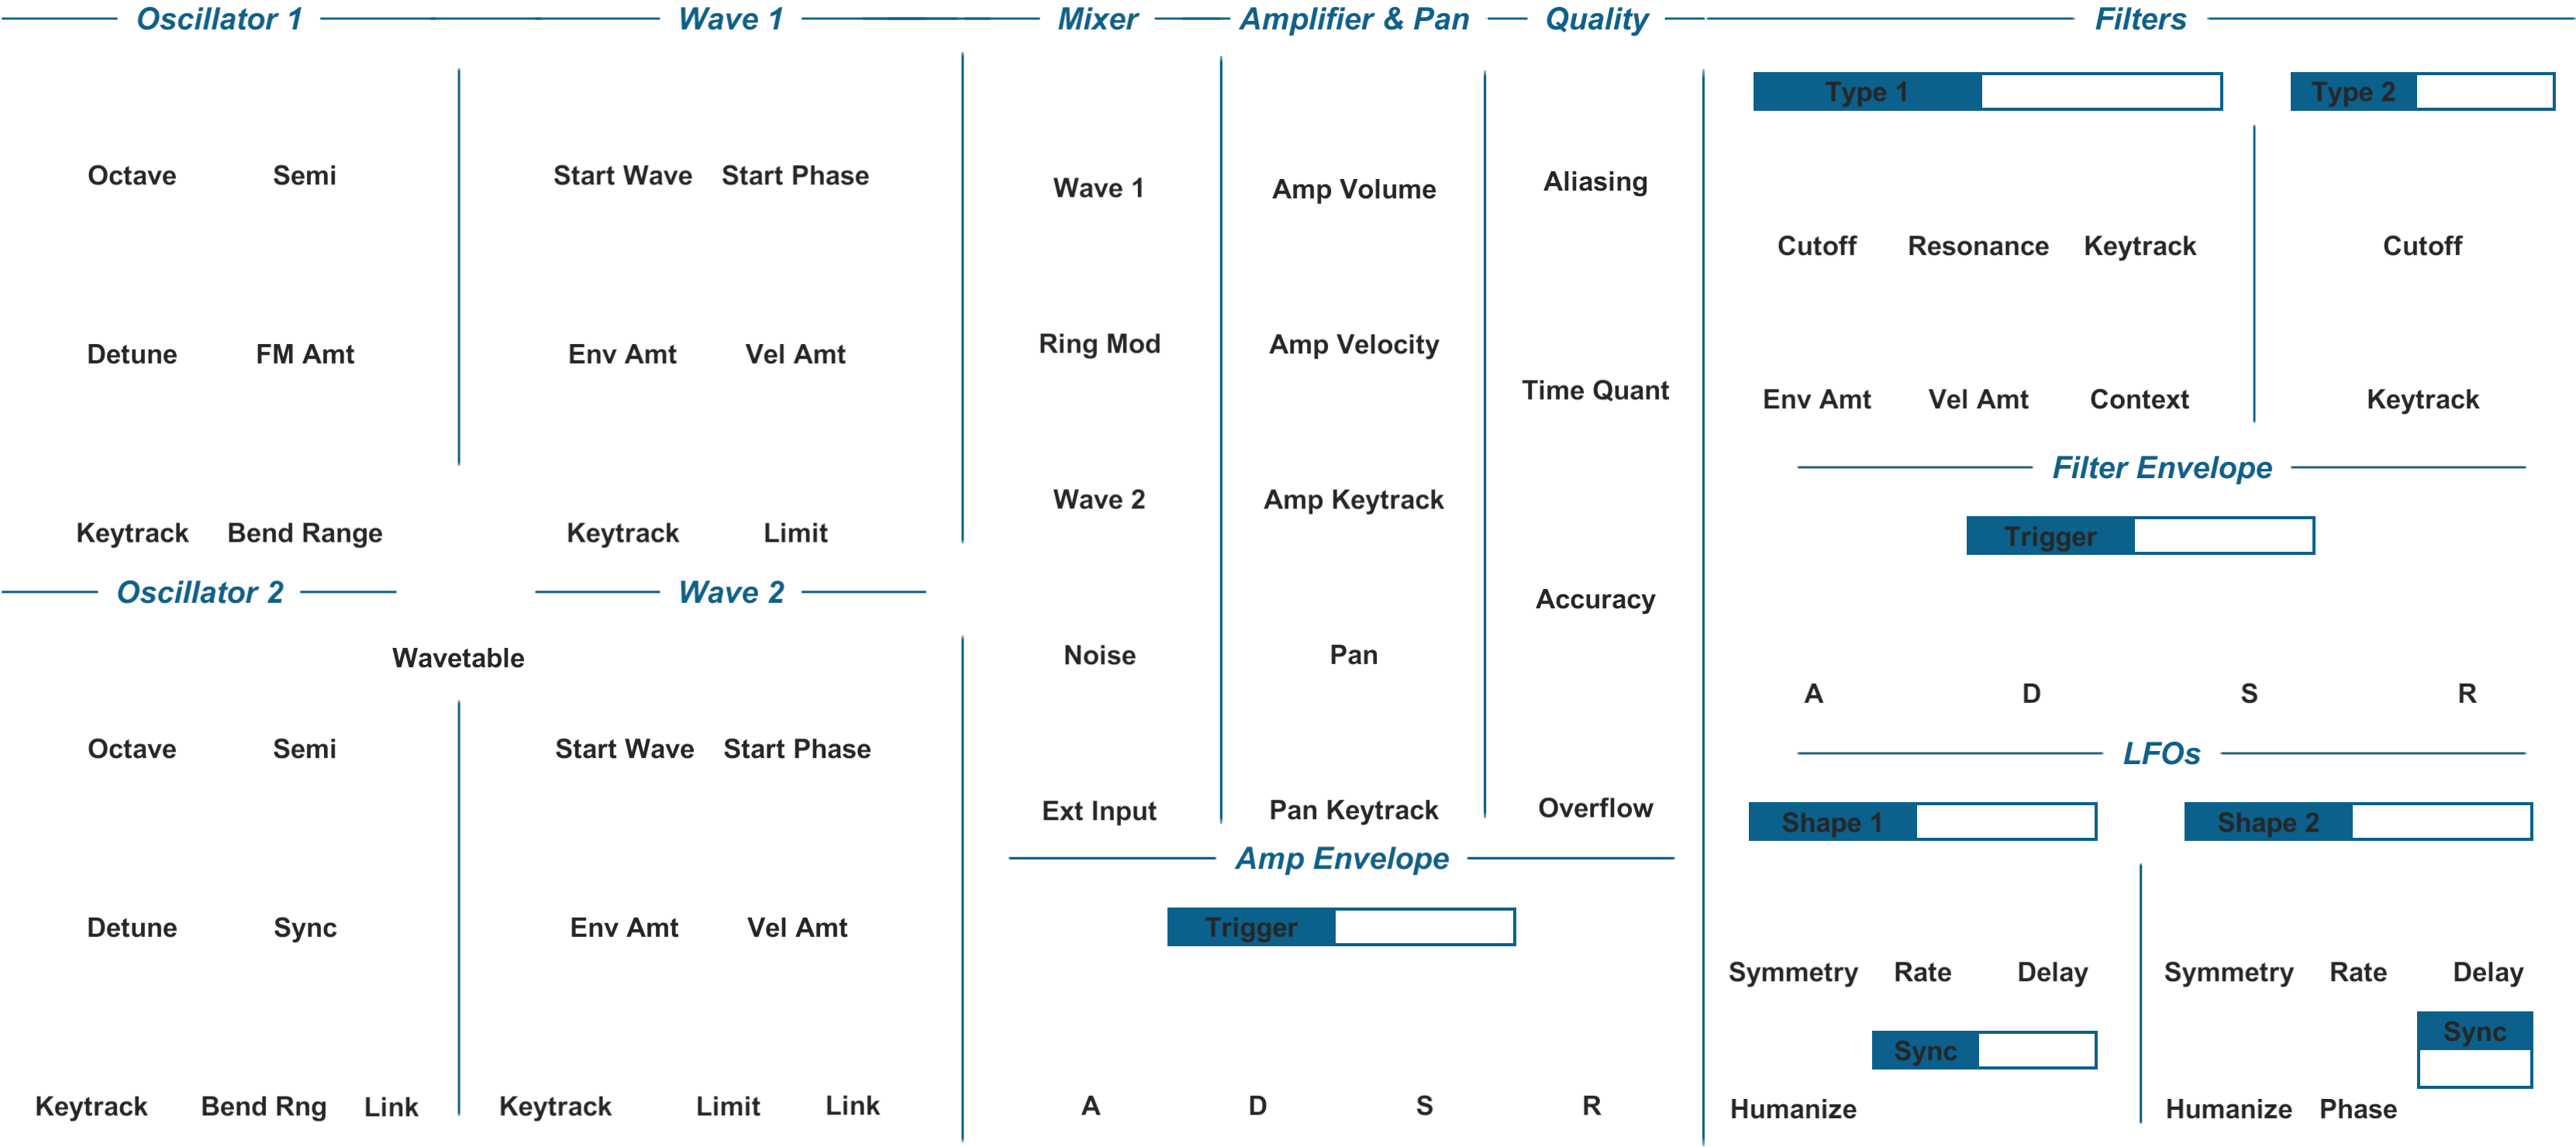 Oscillator 1
Octave Semi
Detune FM Amt
Keytrack Bend Range
Wave 1
Start Wave Start Phase
Env Amt Vel Amt
Keytrack Limit
Oscillator 2
Wavetable
Octave Semi
Detune Sync
Keytrack Bend Rng Link
Wave 2
Start Wave Start Phase
Env Amt Vel Amt
Keytrack Limit Link
Mixer
Wave 1
Ring Mod
Wave 2
Noise
Ext Input
Amplifier & Pan
Amp Volume
Amp Velocity
Amp Keytrack
Pan
Pan Keytrack
Quality
Aliasing
Time Quant
Accuracy
Overflow
Amp Envelope
Trigger
A D S R
Filters
Type 1
Cutoff Resonance Keytrack
Env Amt Vel Amt Context
Type 2
Cutoff
Keytrack
Filter Envelope
Trigger
A D S R
LFOs
Shape 1
Symmetry Rate Delay
Sync
Humanize
Shape 2
Symmetry Rate Delay
Sync
Humanize Phase